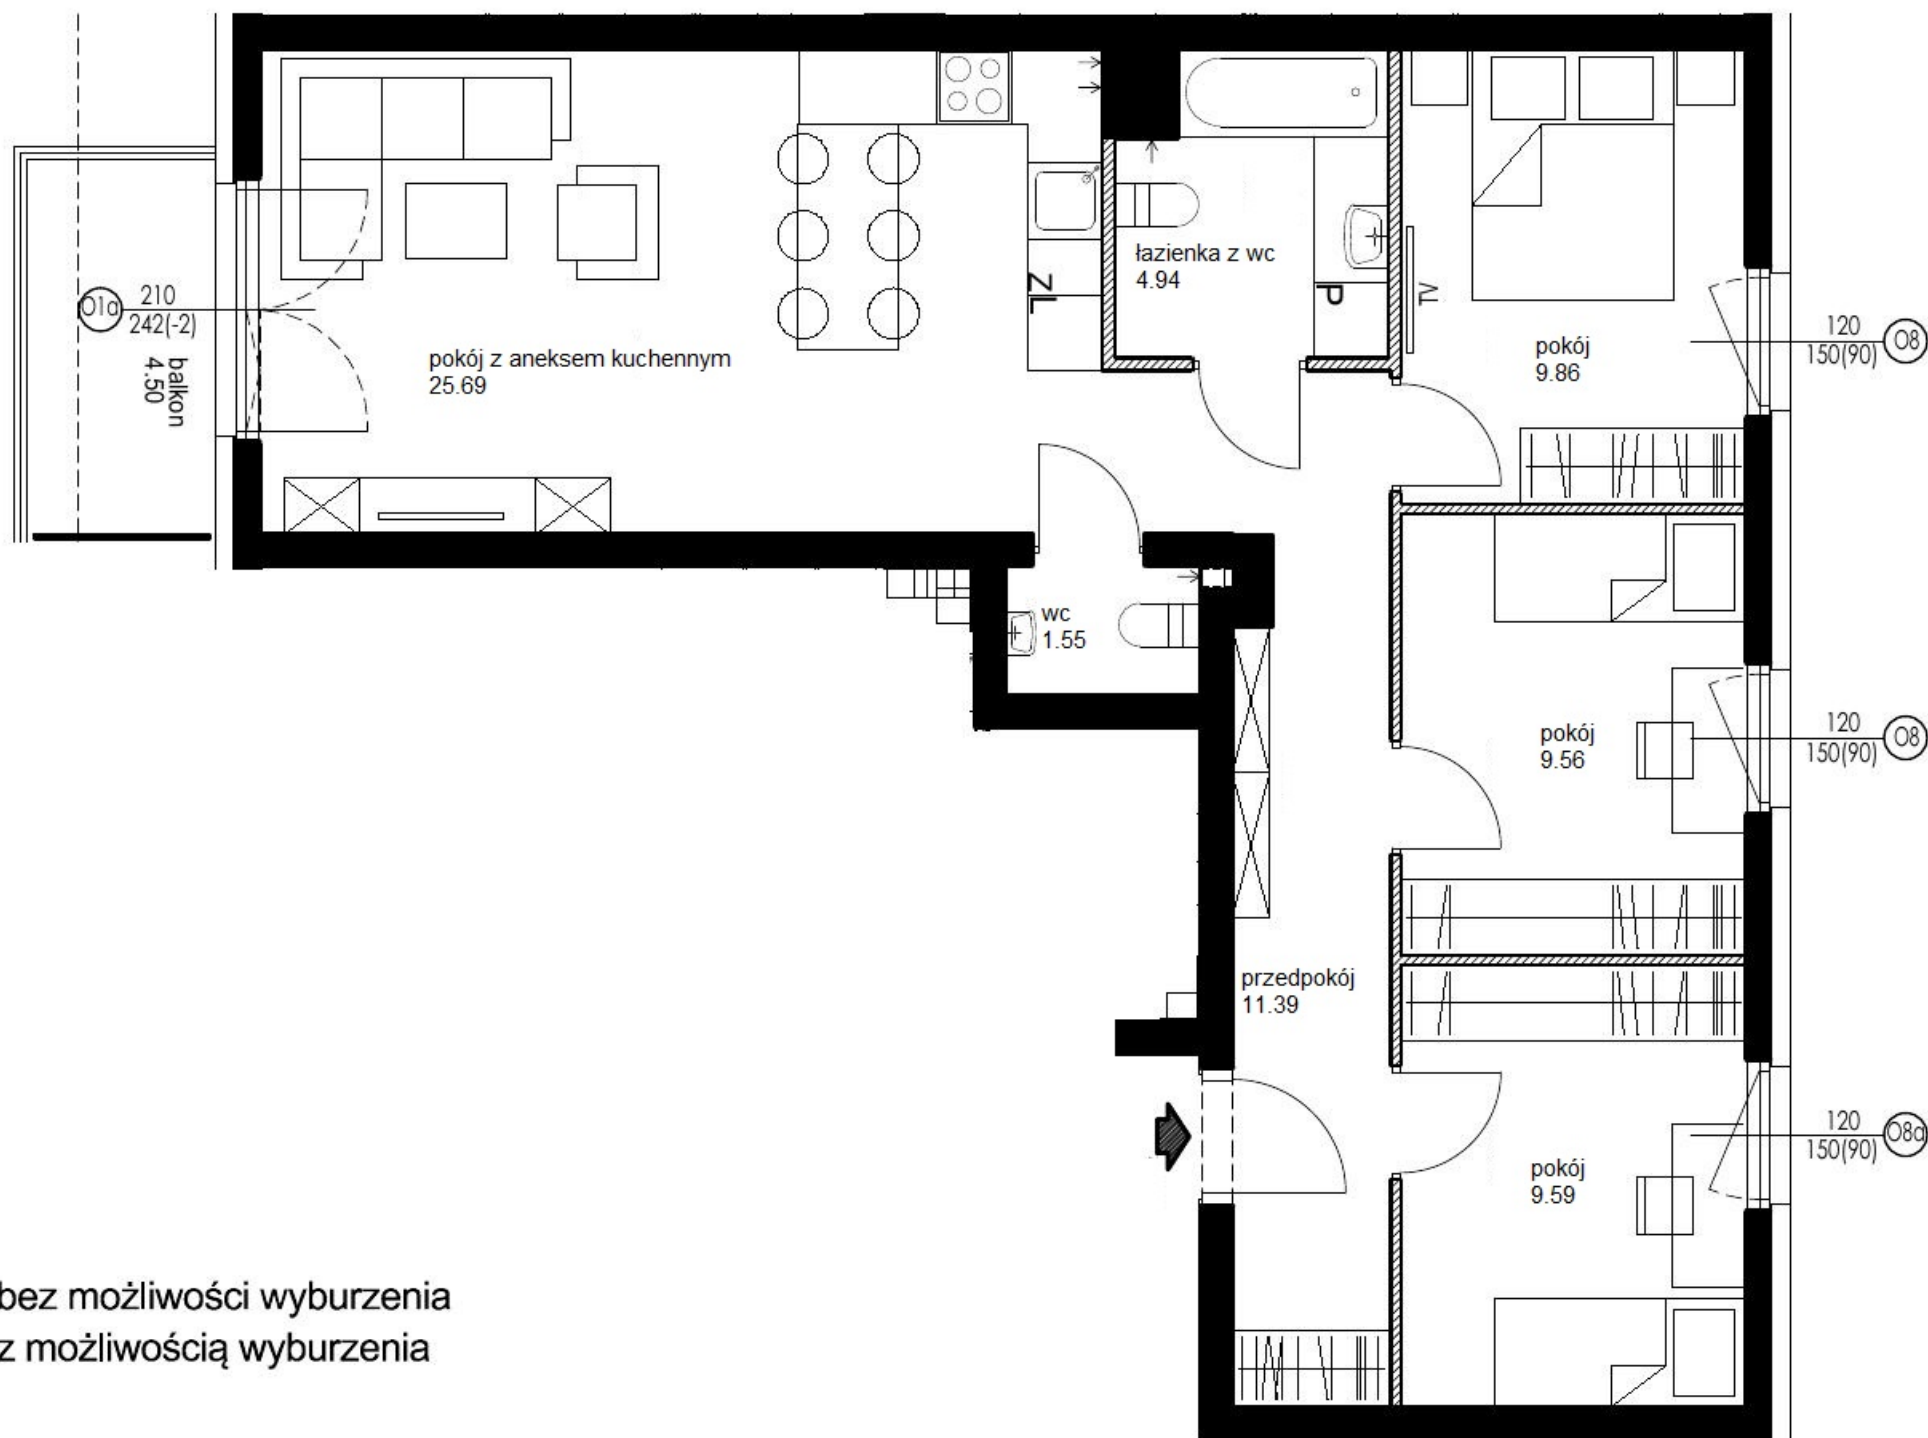 łazienka z wc
4.94
TV
ZL
P
O1a
210
242(-2)
balkon
4.50
pokój z aneksem kuchennym
25.69
pokój
9.86
120
150(90)
O8
wc
1.55
pokój
9.56
120
150(90)
O8
przedpokój
11.39
pokój
9.59
120
150(90)
O8a
bez możliwości wyburzenia
z możliwością wyburzenia